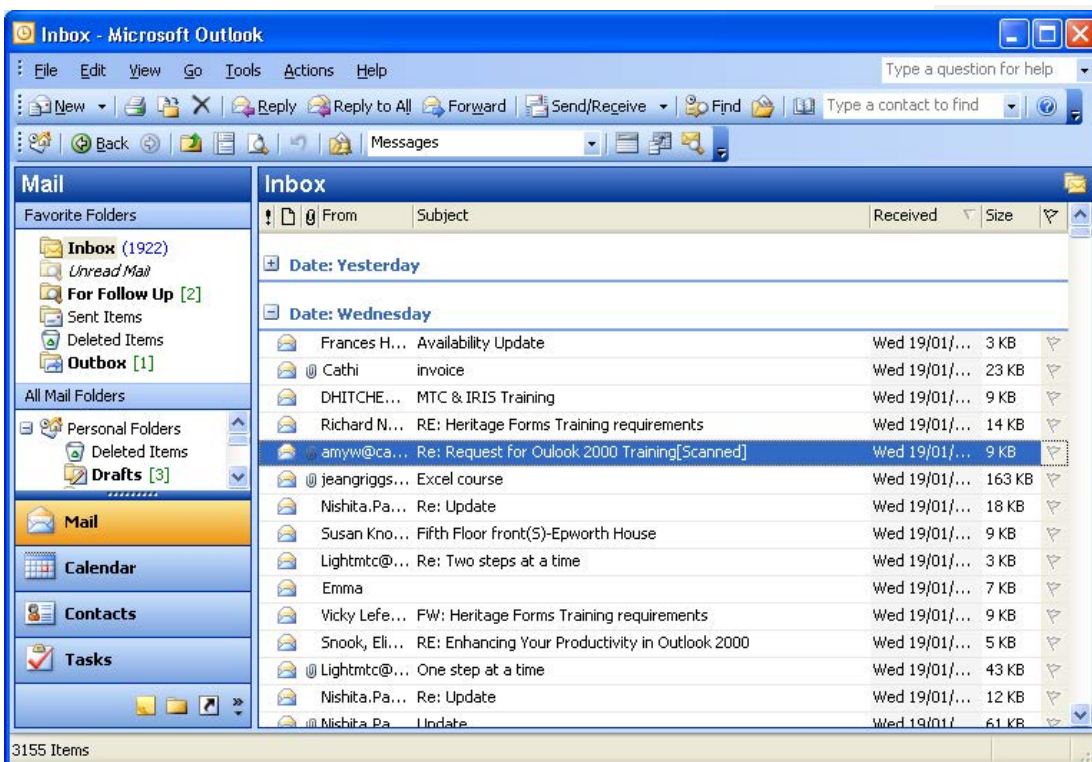 Inbox - Microsoft Outlook
File Edit View Go Tools Actions Help Type a question for help
New Reply Reply to All Forward Send/Receive Find Type a contact to find
Back Messages
Mail
Favorite Folders
Inbox (1922)
Unread Mail
For Follow Up [2]
Sent Items
Deleted Items
Outbox [1]
All Mail Folders
Personal Folders
Deleted Items
Drafts [3]
Mail
Calendar
Contacts
Tasks
Inbox
From Subject Received Size
Date: Yesterday
Date: Wednesday
Frances H... Availability Update Wed 19/01/... 3 KB
Cathi invoice Wed 19/01/... 23 KB
DHITCHE... MTC & IRIS Training Wed 19/01/... 9 KB
Richard N... RE: Heritage Forms Training requirements Wed 19/01/... 14 KB
amyw@ca... Re: Request for Oulook 2000 Training[Scanned] Wed 19/01/... 9 KB
jeangriggs... Excel course Wed 19/01/... 163 KB
Nishita.Pa... Re: Update Wed 19/01/... 18 KB
Susan Kno... Fifth Floor front(S)-Epworth House Wed 19/01/... 9 KB
Lightmtc@... Re: Two steps at a time Wed 19/01/... 3 KB
Emma Wed 19/01/... 7 KB
Vicky Lefe... FW: Heritage Forms Training requirements Wed 19/01/... 9 KB
Snook, Eli... RE: Enhancing Your Productivity in Outlook 2000 Wed 19/01/... 5 KB
Lightmtc@... One step at a time Wed 19/01/... 43 KB
Nishita.Pa... Re: Update Wed 19/01/... 12 KB
Nishita.Pa... Update Wed 19/01/... 61 KB
3155 Items